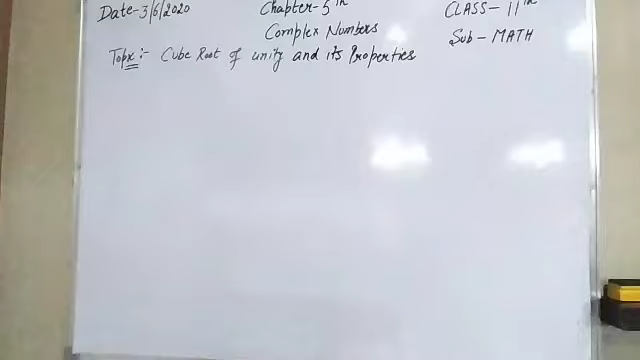 Date-3/6/2020 Chapter-5th CLASS-11th
Complex Numbers Sub-MATH
Topic:- Cube Root of unity and its Properties